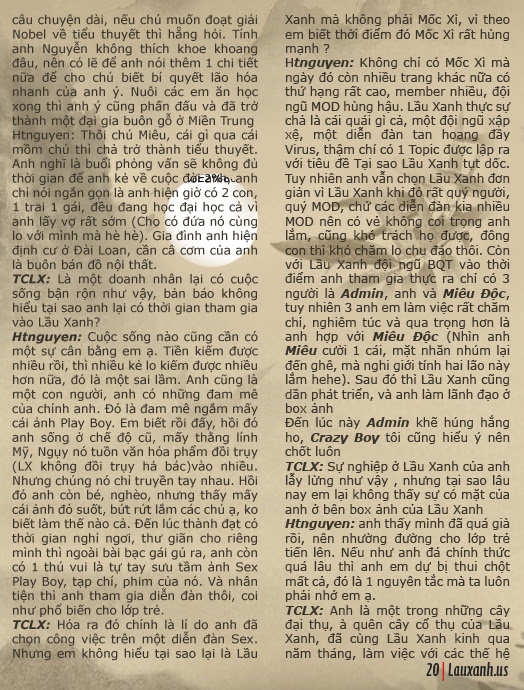 câu chuyện dài, nếu chú muốn đoạt giải
Nobel về tiểu thuyết thì hẵng hỏi. Tính
anh Nguyễn không thích khoe khoang
đâu, nên có lẽ để anh nói thêm 1 chi tiết
nữa để cho chú biết bí quyết lão hóa
nhanh của anh ý. Nuôi các em ăn học
xong thì anh ý cũng phấn đấu và đã trở
thành một đại gia buôn gỗ ở Miền Trung
Htnguyen: Thôi chú Miêu, cái gì qua cái
mồm chú thì chả trở thành tiểu thuyết.
Anh nghĩ là buổi phỏng vấn sẽ không đủ
thời gian để anh kể về cuộc đời anh, anh
chỉ nói ngắn gọn là anh hiện giờ có 2 con,
1 trai 1 gái, đều đang học đại học cả vì
anh lấy vợ rất sớm (Chọ có đứa nó cùng
lo với mình mà hè hè). Gia đình anh hiện
định cư ở Đài Loan, cần câ cơm của anh
là buôn bán đồ nội thất.
TCLX: Là một doanh nhân lại có cuộc
sống bận rộn như vậy, bản báo không
hiểu tại sao anh lại có thời gian tham gia
vào Lầu Xanh?
Htnguyen: Cuộc sống nào cũng cần có
một sự cân bằng em ạ. Tiền kiếm được
nhiều rồi, thì nhiều kẻ lo kiếm được nhiều
hơn nữa, đó là một sai lầm. Anh cũng là
một con người, anh có những đam mê
của chính anh. Đó là đam mê ngắm mấy
cái ảnh Play Boy. Em biết rồi đấy, hồi đó
anh sống ở chế độ cũ, mấy thằng lính
Mỹ, Ngụy nó tuồn văn hóa phẩm đồi trụy
(LX không đồi trụy hả bác)vào nhiều.
Nhưng chúng nó chỉ truyền tay nhau. Hồi
đó anh còn bé, nghèo, nhưng thấy mấy
cái ảnh đó suốt, bứt rứt lắm các chú ạ, ko
biết làm thế nào cả. Đến lúc thành đạt có
thời gian nghỉ ngơi, thư giãn cho riêng
mình thì ngoài bài bạc gái gú ra, anh còn
có 1 thú vui là tự tay sưu tầm ảnh Sex
Play Boy, tạp chí, phim của nó. Và nhân
tiện thì anh tham gia diễn đàn thôi, coi
như phổ biến cho lớp trẻ.
TCLX: Hóa ra đó chính là lí do anh đã
chọn công việc trên một diễn đàn Sex.
Nhưng em không hiểu tại sao lại là Lầu
Xanh mà không phải Mốc Xì, vì theo
em biết thời điểm đó Mốc Xì rất hùng
mạnh ?
Htnguyen: Không chỉ có Mốc Xì mà
ngày đó còn nhiều trang khác nữa có
thứ hạng rất cao, member nhiều, đội
ngũ MOD hùng hậu. Lầu Xanh thực sự
chả là cái quái gì cả, một đội ngũ xập
xệ, một diễn đàn tan hoang đầy
Virus, thậm chí có 1 Topic được lập ra
với tiêu đề Tại sao Lầu Xanh tụt dốc.
Tuy nhiên anh vẫn chọn Lầu Xanh đơn
giản vì Lầu Xanh khi đó rất quý người,
quý MOD, chứ các diễn đàn kia nhiều
MOD nên có vẻ không coi trọng anh
lắm, cũng khó trách họ được, đông
con thì khó chăm lo chu đáo thôi. Còn
với Lầu Xanh đội ngũ BQT vào thời
điểm anh tham gia thực ra chỉ có 3
người là Admin, anh và Miêu Độc,
tuy nhiên 3 anh em làm việc rất chăm
chỉ, nghiêm túc và qua trọng hơn là
anh hợp với Miêu Độc (Nhìn anh
Miêu cười 1 cái, mặt nhăn nhúm lại
đến ghê, mà nghi giới tính hai lão này
lắm hehe). Sau đó thì Lầu Xanh cũng
dần phát triển, và anh làm lãnh đạo ở
box ảnh
Đến lúc này Admin khẽ húng hắng
ho, Crazy Boy tôi cũng hiểu ý nên
chốt luôn
TCLX: Sự nghiệp ở Lầu Xanh của anh
lẫy lừng như vậy , nhưng tại sao lâu
nay em lại không thấy sự có mặt của
anh ở bên box ảnh của Lầu Xanh
Htnguyen: anh thấy mình đã quá già
rồi, nên nhường đường cho lớp trẻ
tiến lên. Nếu như anh đá chính thức
quá lâu thì anh em dự bị thui chột
mất cả, đó là 1 nguyên tắc mà ta luôn
phải nhớ em ạ.
TCLX: Anh là một trong những cây
đại thụ, à quên cây cổ thụ của Lầu
Xanh, đã cùng Lầu Xanh kinh qua
năm tháng, làm việc với các thế hệ
20|Lauxanh.us